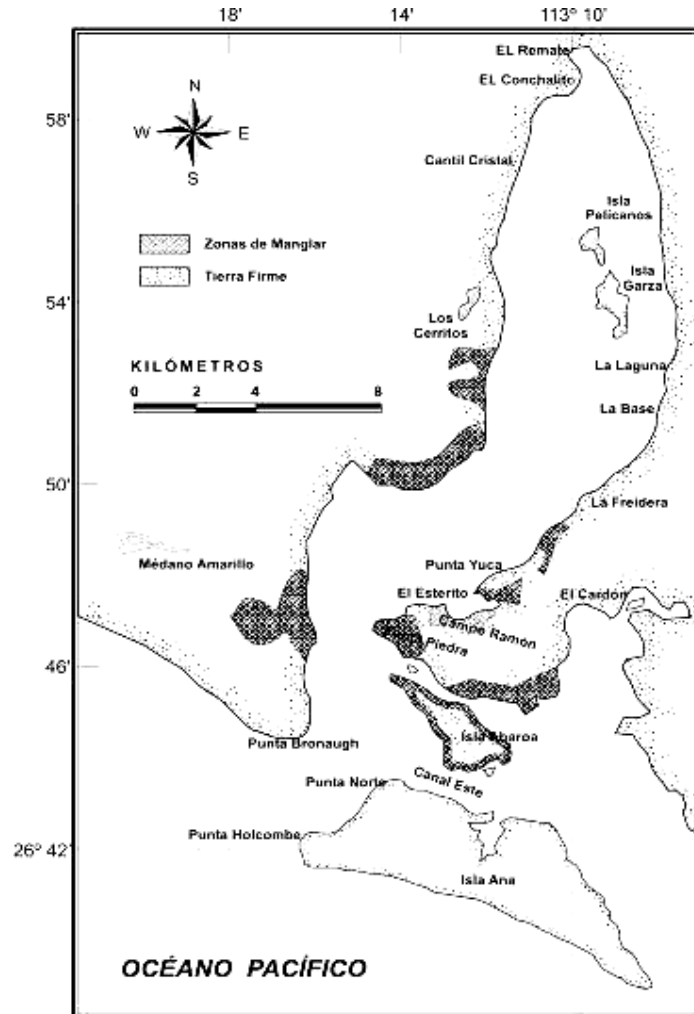 18'
14'
113° 10'
EL Remate
EL Conchalito
58'
N
W
E
S
Cantil Cristal
Isla
Pelicanos
Zonas de Manglar
Tierra Firme
Isla
Garza
54'
Los
Cerritos
KILÓMETROS
0 2 4 8
La Laguna
La Base
50'
La Freidera
Médano Amarillo
Punta Yuca
El Esterito
El Cardón
Campo Ramón
Piedra
46'
Isla
Punta Bronaugh
Canal Este
Punta Norte
Punta Holcombe
26° 42'
Isla Ana
OCÉANO PACÍFICO